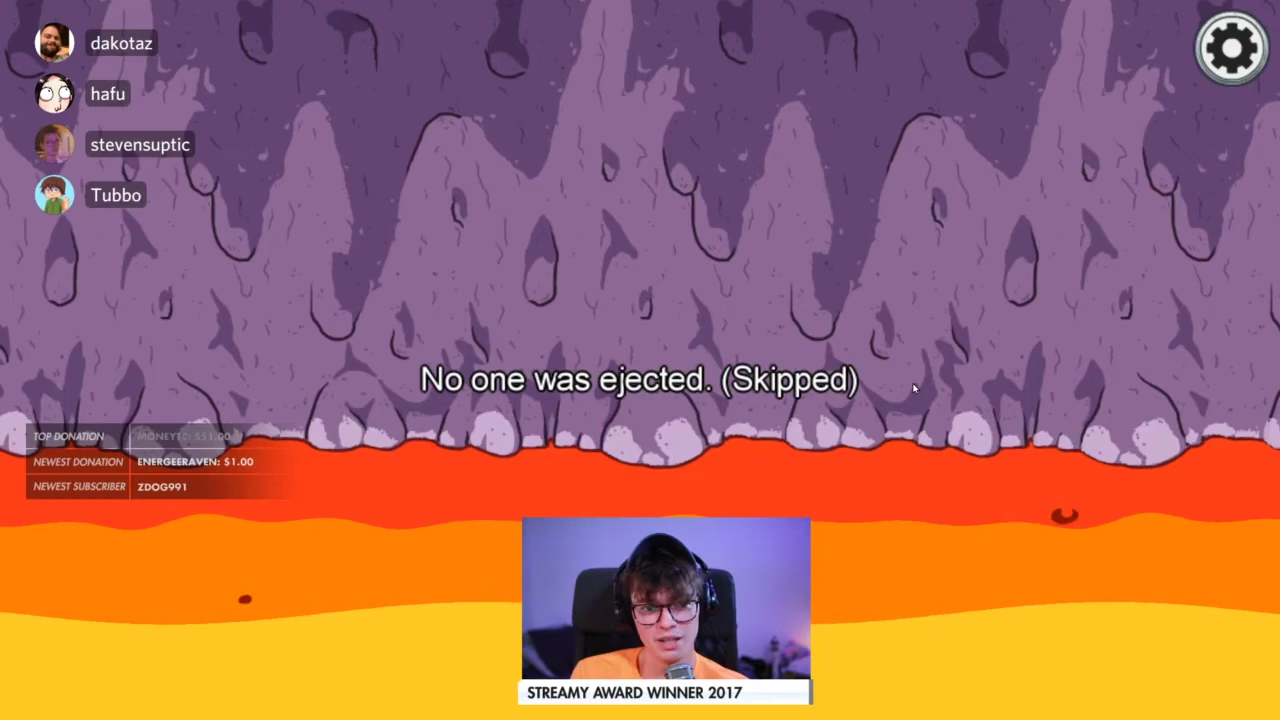 dakotaz
hafu
stevensuptic
Tubbo
No one was ejected. (Skipped)
TOP DONATION
NEWEST DONATION ENERGEERAVEN: $1.00
NEWEST SUBSCRIBER ZDOG991
STREAMY AWARD WINNER 2017